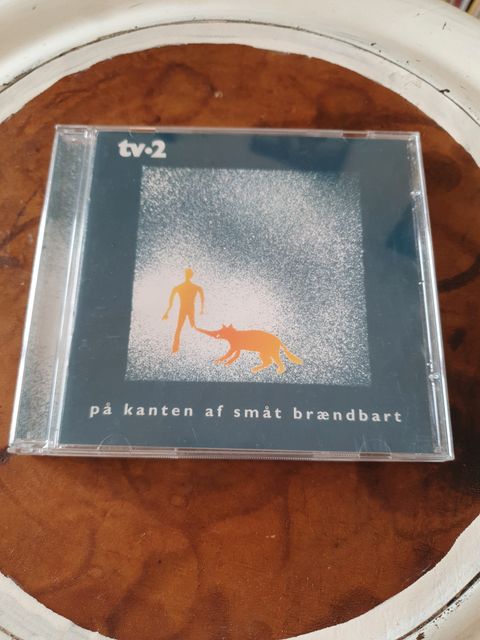 tv·2
på kanten af småt brændbart